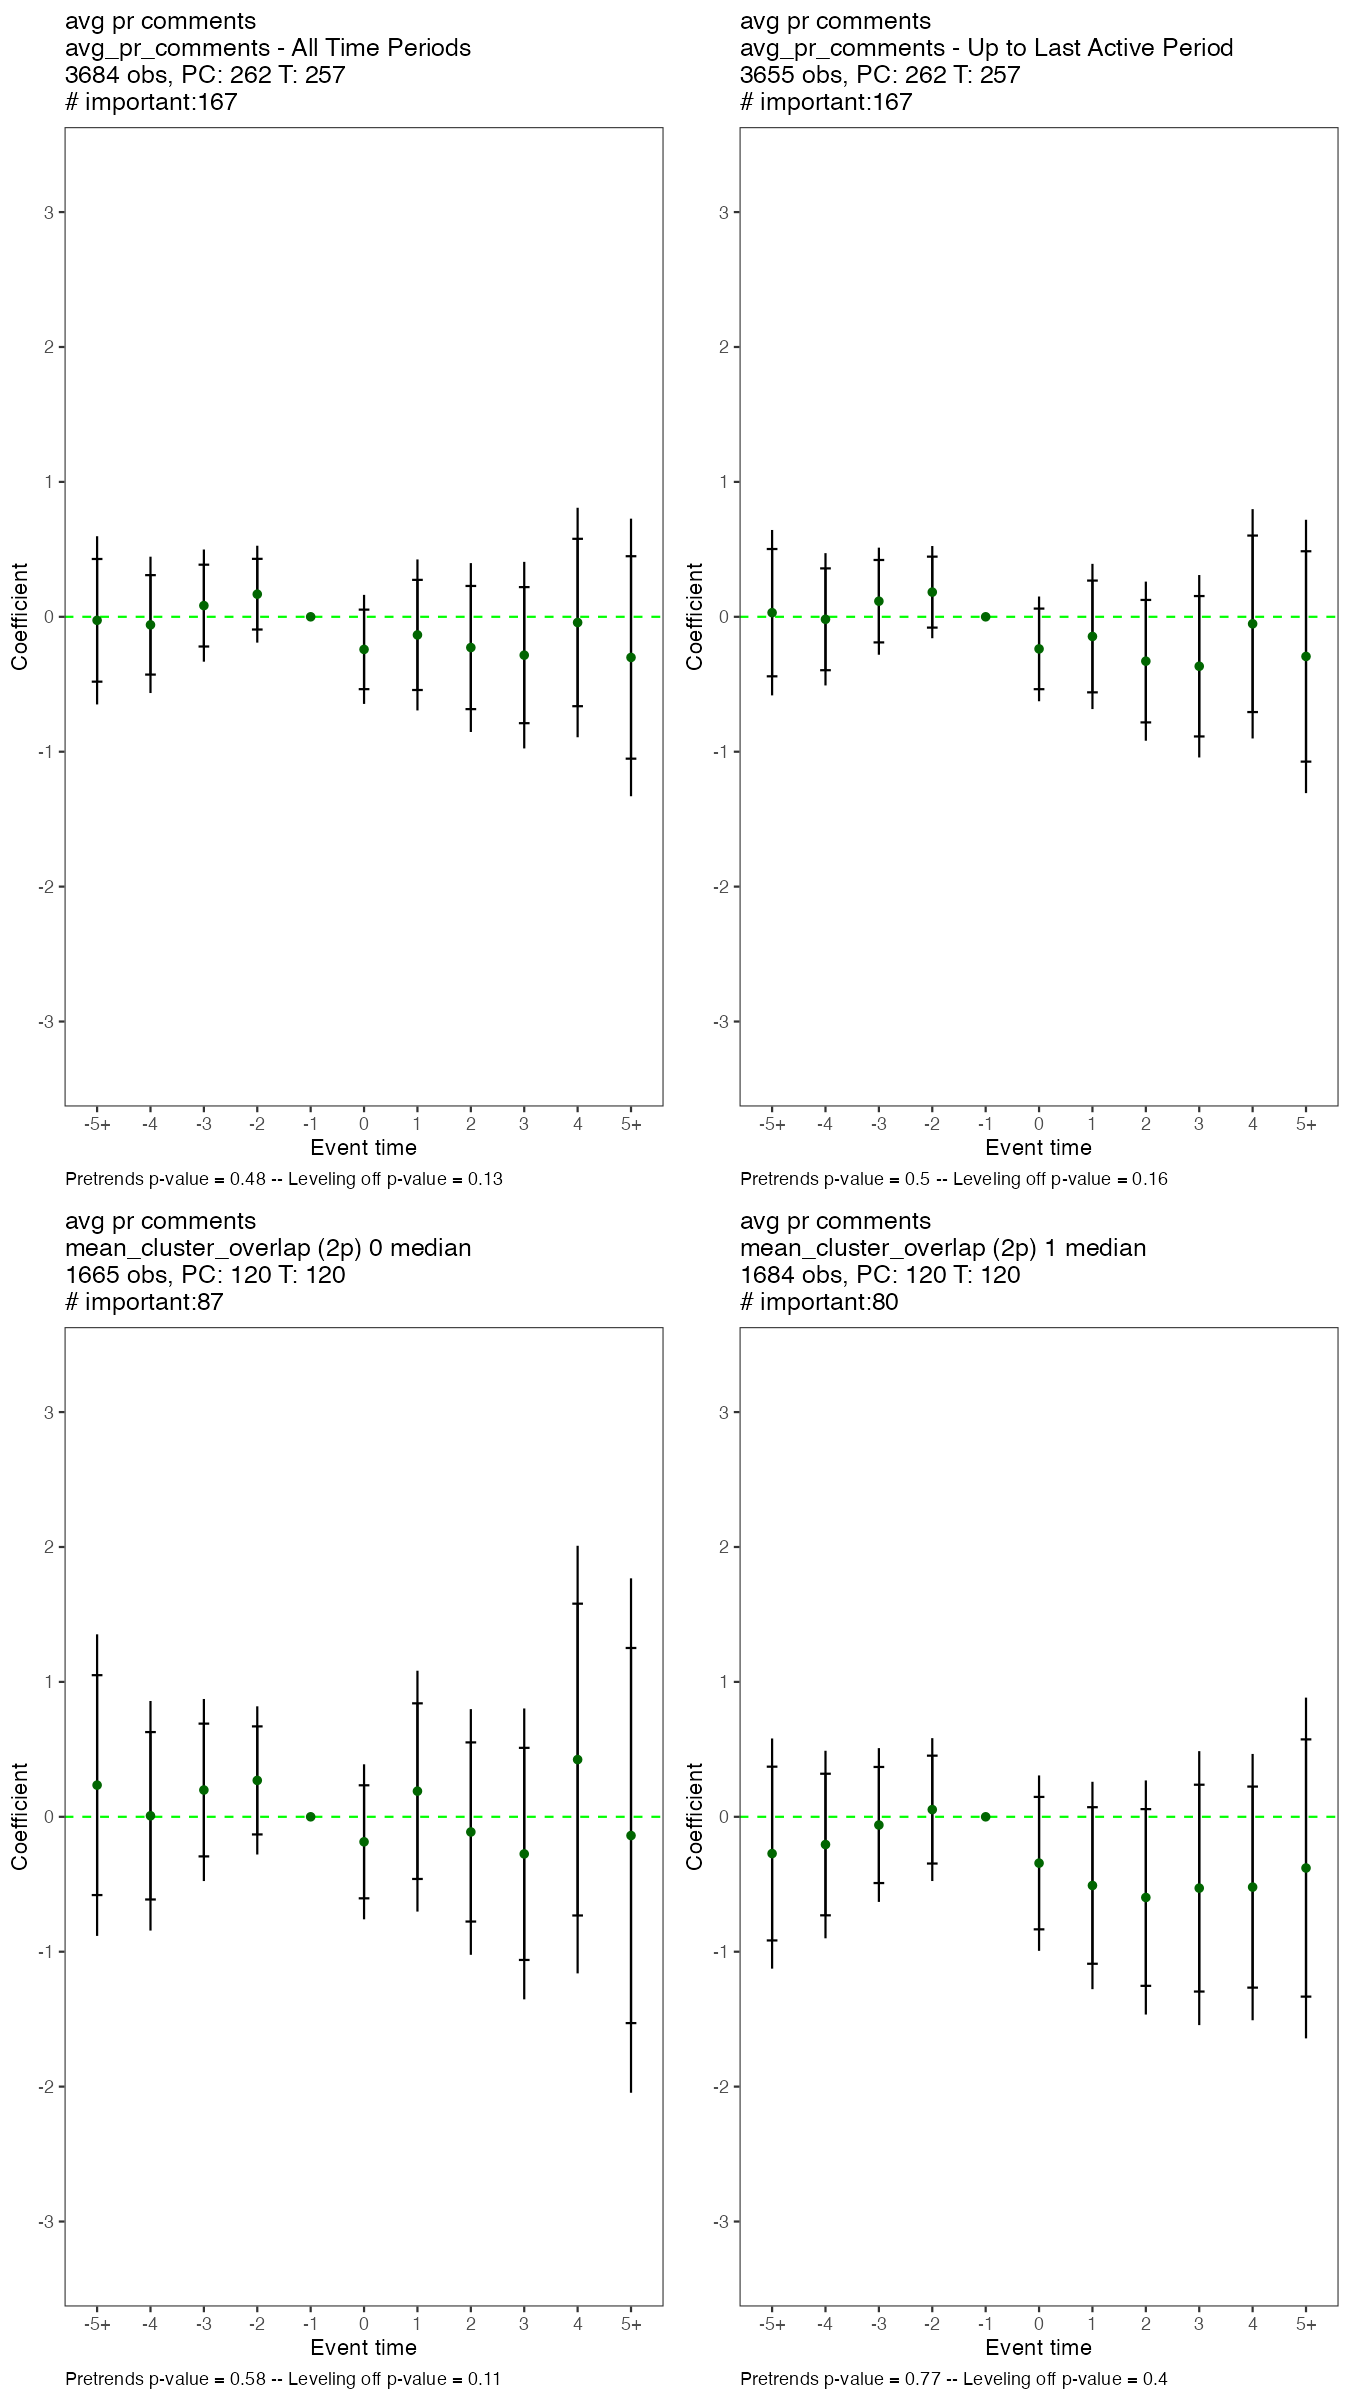 avg pr comments
avg_pr_comments - All Time Periods
3684 obs, PC: 262 T: 257
# important:167
3
2
1
0
-1
-2
-3
Coefficient
-5+ -4 -3 -2 -1 0 1 2 3 4 5+
Event time
Pretrends p-value = 0.48 -- Leveling off p-value = 0.13
avg pr comments
avg_pr_comments - Up to Last Active Period
3655 obs, PC: 262 T: 257
# important:167
3
2
1
0
-1
-2
-3
Coefficient
-5+ -4 -3 -2 -1 0 1 2 3 4 5+
Event time
Pretrends p-value = 0.5 -- Leveling off p-value = 0.16
avg pr comments
mean_cluster_overlap (2p) 0 median
1665 obs, PC: 120 T: 120
# important:87
3
2
1
0
-1
-2
-3
Coefficient
-5+ -4 -3 -2 -1 0 1 2 3 4 5+
Event time
Pretrends p-value = 0.58 -- Leveling off p-value = 0.11
avg pr comments
mean_cluster_overlap (2p) 1 median
1684 obs, PC: 120 T: 120
# important:80
3
2
1
0
-1
-2
-3
Coefficient
-5+ -4 -3 -2 -1 0 1 2 3 4 5+
Event time
Pretrends p-value = 0.77 -- Leveling off p-value = 0.4